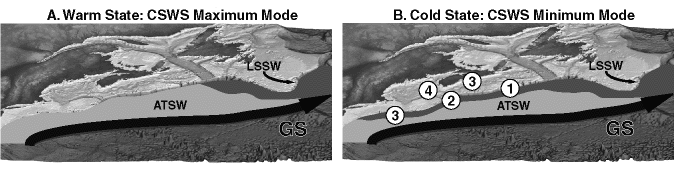 A. Warm State: CSWS Maximum Mode
LSSW
ATSW
GS
B. Cold State: CSWS Minimum Mode
LSSW
3
4
1
2
ATSW
3
GS